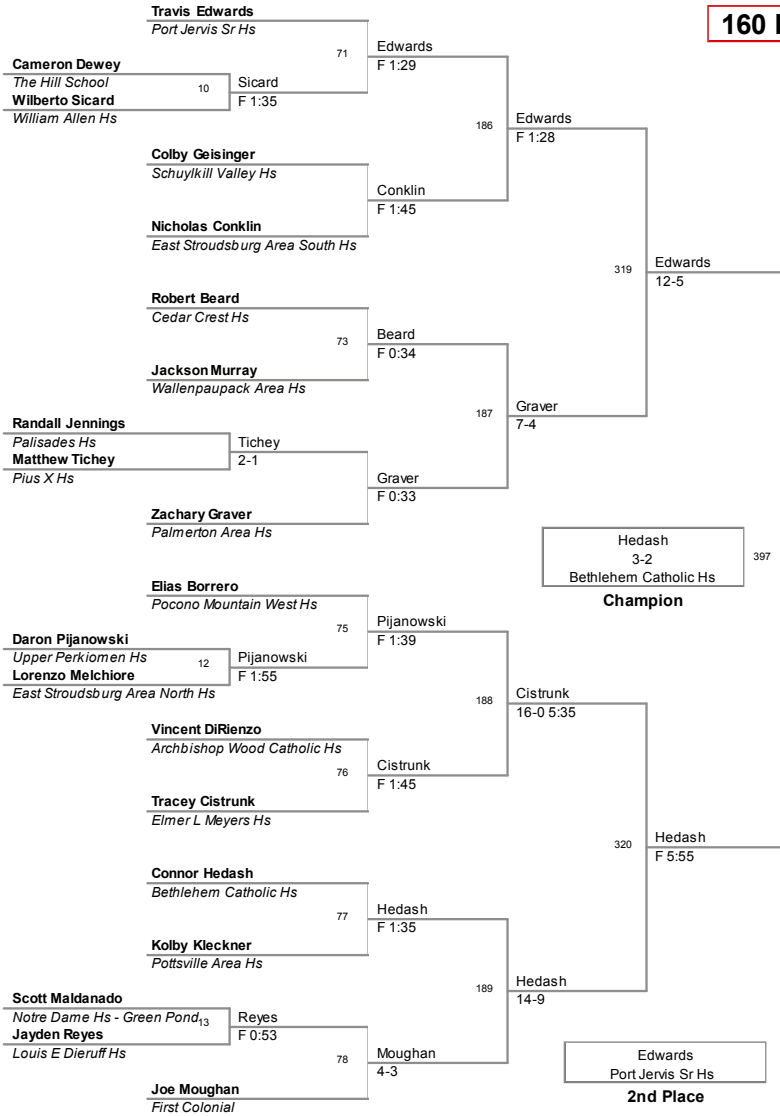 Travis Edwards
Port Jervis Sr Hs
160
71
Edwards
F 1:29
Cameron Dewey
The Hill School
10
Sicard
Wilberto Sicard
F 1:35
William Allen Hs
186
Edwards
F 1:28
Colby Geisinger
Schuylkill Valley Hs
Conklin
F 1:45
Nicholas Conklin
East Stroudsburg Area South Hs
319
Edwards
12-5
Robert Beard
Cedar Crest Hs
73
Beard
F 0:34
Jackson Murray
Wallenpaupack Area Hs
187
Graver
7-4
Randall Jennings
Palisades Hs
Tichey
Matthew Tichey
2-1
Pius X Hs
Graver
F 0:33
Zachary Graver
Palmerton Area Hs
Hedash
3-2
397
Bethlehem Catholic Hs
Champion
Elias Borrero
Pocono Mountain West Hs
75
Pijanowski
F 1:39
Daron Pijanowski
Upper Perkiomen Hs
12
Pijanowski
Lorenzo Melchiore
F 1:55
East Stroudsburg Area North Hs
188
Cistrunk
16-0 5:35
Vincent DiRienzo
Archbishop Wood Catholic Hs
76
Cistrunk
F 1:45
Tracey Cistrunk
Elmer L Meyers Hs
320
Hedash
F 5:55
Connor Hedash
Bethlehem Catholic Hs
77
Hedash
F 1:35
Kolby Kleckner
Pottsville Area Hs
189
Hedash
14-9
Scott Maldanado
Notre Dame Hs - Green Pond
13
Reyes
Jayden Reyes
F 0:53
Louis E Dieruff Hs
78
Moughan
4-3
Joe Moughan
First Colonial
Edwards
Port Jervis Sr Hs
2nd Place